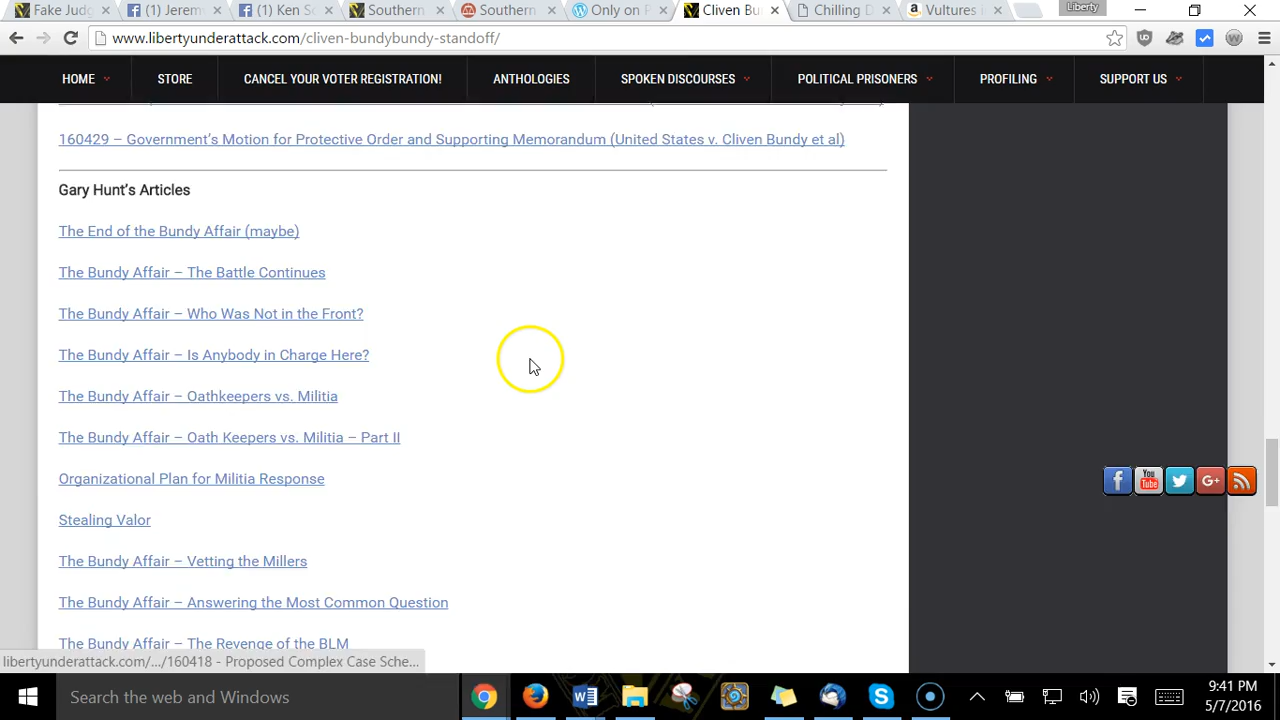 Fake Judg
(1) Jerem
(1) Ken S
Southern
Southern
Only on P
Cliven Bu
Chilling D
Vultures
Liberty
www.libertyunderattack.com/cliven-bundybundy-standoff/
HOME
STORE
CANCEL YOUR VOTER REGISTRATION!
ANTHOLOGIES
SPOKEN DISCOURSES
POLITICAL PRISONERS
PROFILING
SUPPORT US
160429 – Government's Motion for Protective Order and Supporting Memorandum (United States v. Cliven Bundy et al)
Gary Hunt's Articles
The End of the Bundy Affair (maybe)
The Bundy Affair – The Battle Continues
The Bundy Affair – Who Was Not in the Front?
The Bundy Affair – Is Anybody in Charge Here?
The Bundy Affair – Oathkeepers vs. Militia
The Bundy Affair – Oath Keepers vs. Militia – Part II
Organizational Plan for Militia Response
You
Tube
G+
Stealing Valor
The Bundy Affair – Vetting the Millers
The Bundy Affair – Answering the Most Common Question
The Bundy Affair – The Revenge of the BLM
libertyunderattack.com/.../160418 - Proposed Complex Case Sche...
Search the web and Windows
9:41 PM
5/7/2016